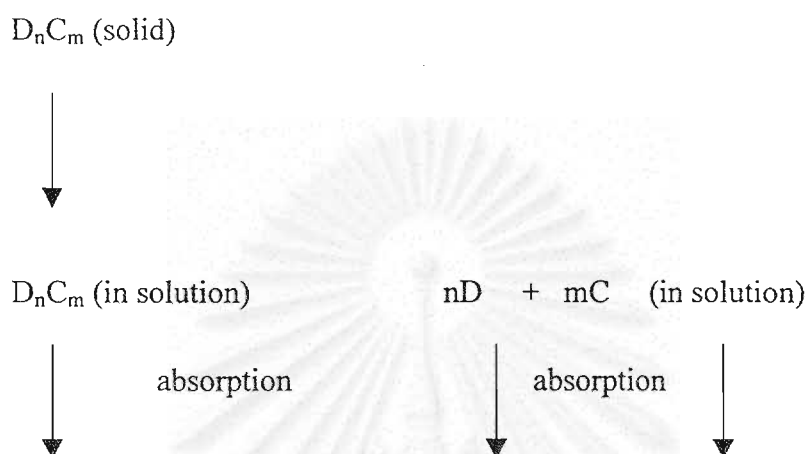 DₙCₘ (solid)
DₙCₘ (in solution) nD + mC (in solution)
absorption absorption